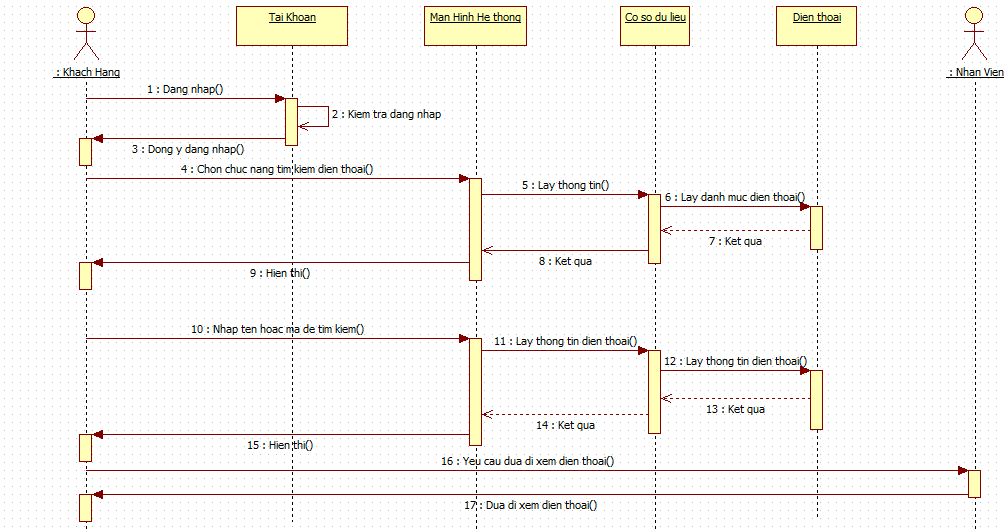 Tai Khoan
Man Hinh He thong
Co so du lieu
Dien thoai
: Khach Hang
: Nhan Vien
1 : Dang nhap()
2 : Kiem tra dang nhap
3 : Dong y dang nhap()
4 : Chon chuc nang tim kiem dien thoai()
5 : Lay thong tin()
6 : Lay danh muc dien thoai()
7 : Ket qua
8 : Ket qua
9 : Hien thi()
10 : Nhap ten hoac ma de tim kiem()
11 : Lay thong tin dien thoai()
12 : Lay thong tin dien thoai()
13 : Ket qua
14 : Ket qua
15 : Hien thi()
16 : Yeu cau dua di xem dien thoai()
17 : Dua di xem dien thoai()